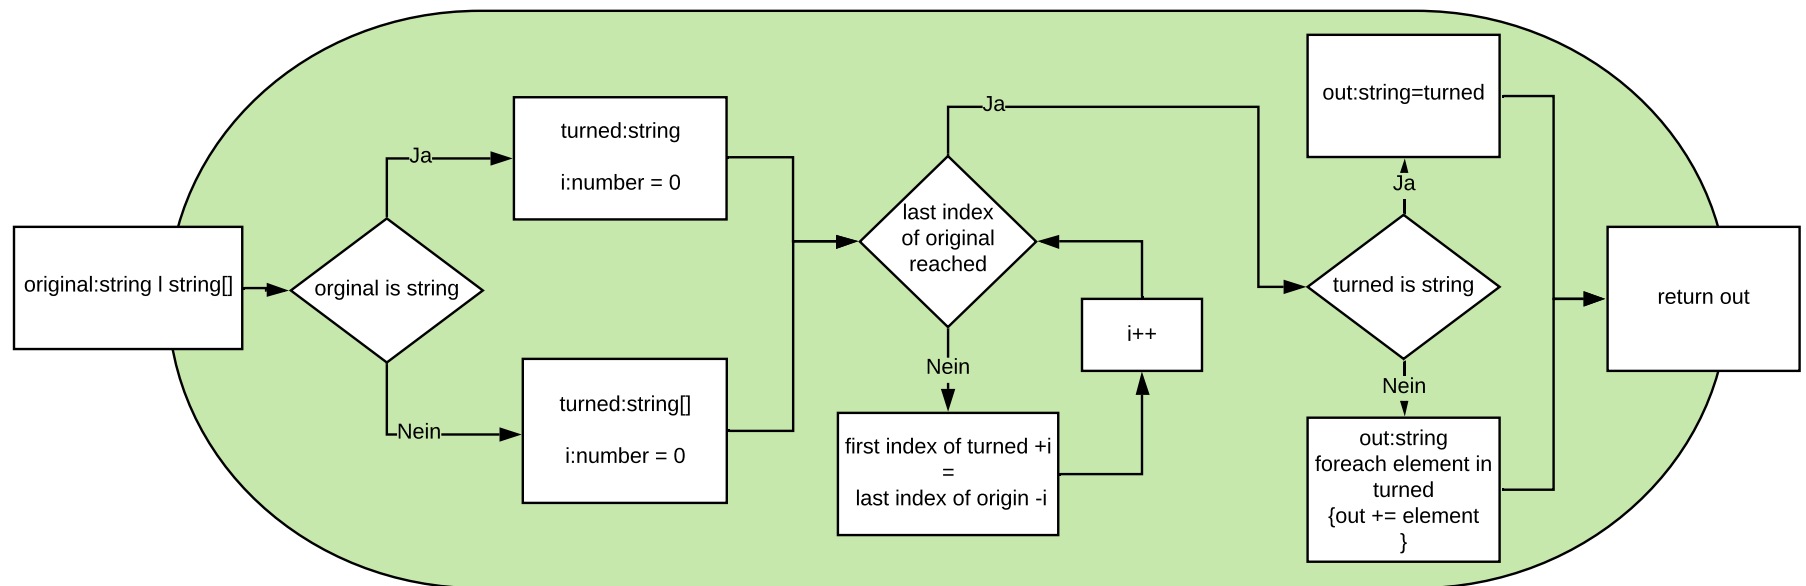 original:string l string[]
orginal is string
Ja
turned:string
i:number = 0
Nein
turned:string[]
i:number = 0
last index
of original
reached
Ja
Nein
first index of turned +i
=
last index of origin -i
i++
turned is string
Ja
out:string=turned
Nein
out:string
foreach element in
turned
{out += element
}
return out